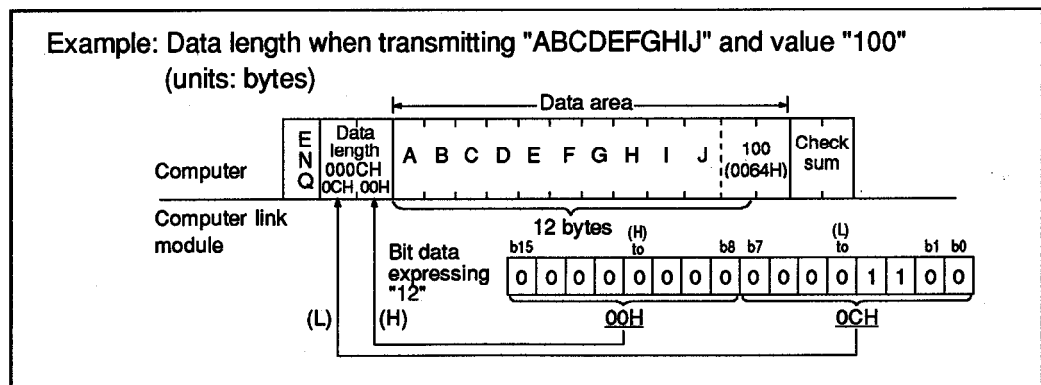 Example: Data length when transmitting "ABCDEFGHIJ" and value "100"
(units: bytes)
Data area
E N Q
Data length 000CH 0CH 00H
A B C D E F G H I J
100 (0064H)
Check sum
Computer
Computer link module
12 bytes
Bit data expressing "12"
b15 (H) to b8 b7 (L) to b1 b0
0 0 0 0 0 0 0 0 0 0 0 0 1 1 0 0
(L) (H) 00H 0CH